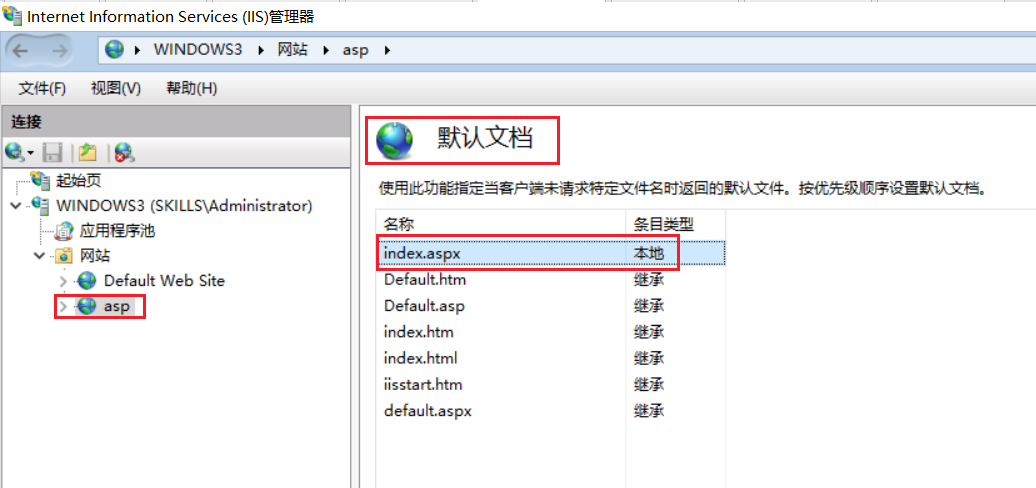 Internet Information Services (IIS)管理器
WINDOWS3 网站 asp
文件(F) 视图(V) 帮助(H)
连接
起始页
WINDOWS3 (SKILLS\Administrator)
应用程序池
网站
Default Web Site
asp
默认文档
使用此功能指定当客户端未请求特定文件名时返回的默认文件。按优先级顺序设置默认文档。
名称 条目类型
index.aspx 本地
Default.htm 继承
Default.asp 继承
index.htm 继承
index.html 继承
iisstart.htm 继承
default.aspx 继承